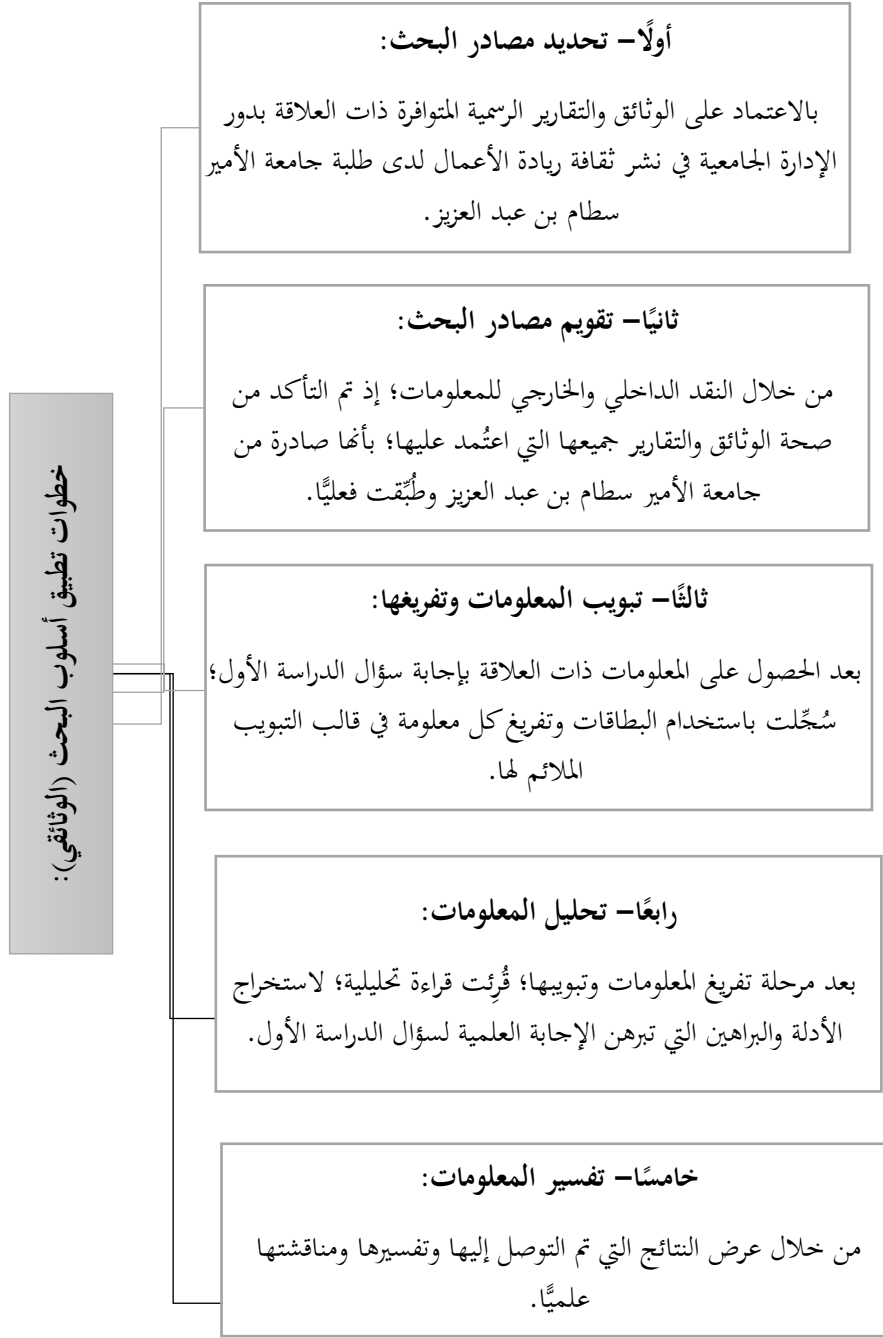 خطوات تطبيق أسلوب البحث (الوثائقي):
أولًا– تحديد مصادر البحث:
بالاعتماد على الوثائق والتقارير الرسمية المتوافرة ذات العلاقة بدور
الإدارة الجامعية في نشر ثقافة ريادة الأعمال لدى طلبة جامعة الأمير
سطام بن عبد العزيز.
ثانيًا– تقويم مصادر البحث:
من خلال النقد الداخلي والخارجي للمعلومات؛ إذ تم التأكد من
صحة الوثائق والتقارير جميعها التي اعتُمد عليها؛ بأنها صادرة من
جامعة الأمير سطام بن عبد العزيز وطُبِّقت فعليًّا.
ثالثًا– تبويب المعلومات وتفريغها:
بعد الحصول على المعلومات ذات العلاقة بإجابة سؤال الدراسة الأول؛
سُجِّلت باستخدام البطاقات وتفريغ كل معلومة في قالب التبويب
الملائم لها.
رابعًا– تحليل المعلومات:
بعد مرحلة تفريغ المعلومات وتبويبها؛ قُرِئت قراءة تحليلية؛ لاستخراج
الأدلة والبراهين التي تبرهن الإجابة العلمية لسؤال الدراسة الأول.
خامسًا– تفسير المعلومات:
من خلال عرض النتائج التي تم التوصل إليها وتفسيرها ومناقشتها
علميًّا.